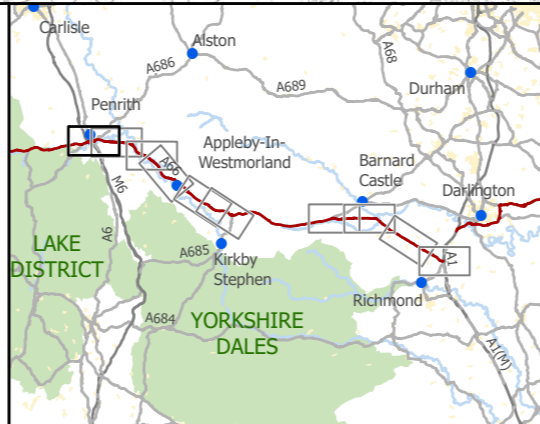 Carlisle
Alston
A68
A686
A689
Durham
Penrith
Appleby-In-
Westmorland
Barnard
Castle
A66
Darlington
M6
A6
LAKE
DISTRICT
A685
Kirkby
Stephen
A1
Richmond
A684
YORKSHIRE
DALES
A1(M)